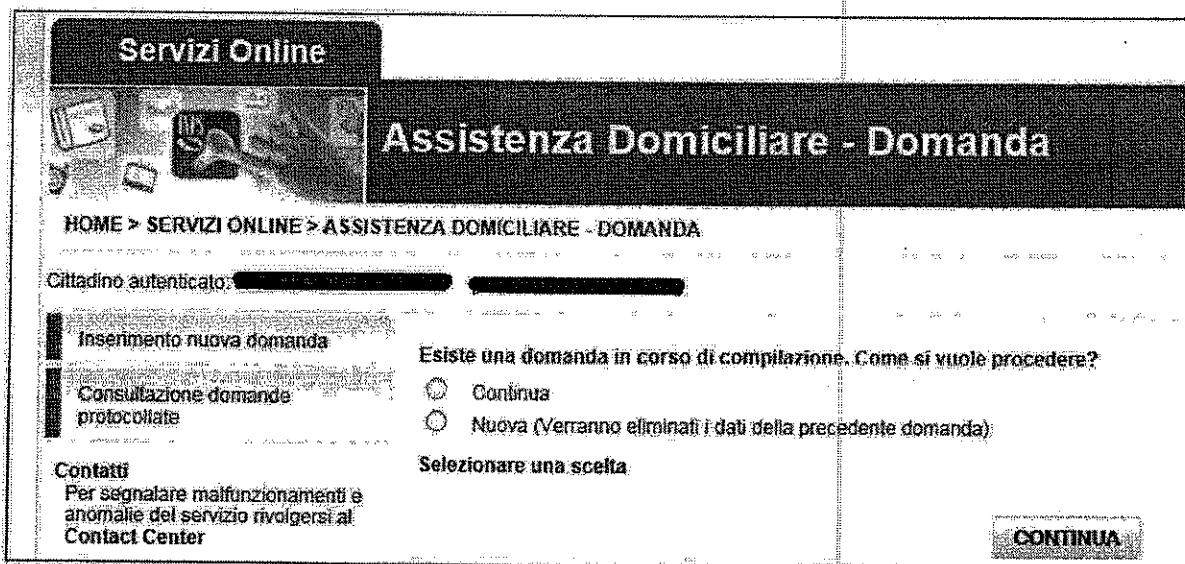 Servizi Online
Assistenza Domiciliare - Domanda
HOME > SERVIZI ONLINE > ASSISTENZA DOMICILIARE - DOMANDA
Cittadino autenticato:
Inserimento nuova domanda
Consultazione domande
protocollate
Contatti
Per segnalare malfunzionamenti e
anomalie del servizio rivolgersi al
Contact Center
Esiste una domanda in corso di compilazione. Come si vuole procedere?
Continua
Nuova (Verranno eliminati i dati della precedente domanda)
Selezionare una scelta
CONTINUA